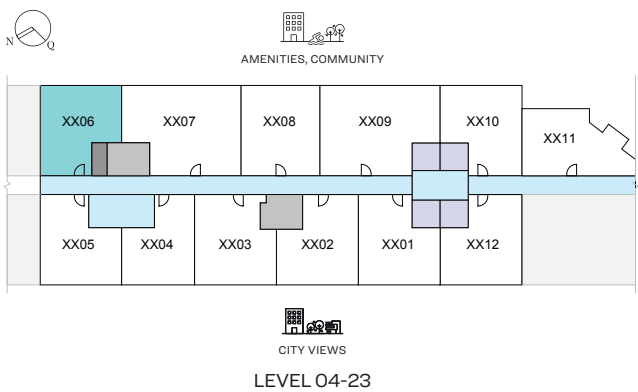 N Q
AMENITIES, COMMUNITY
XX06 XX07 XX08 XX09 XX10 XX11
XX05 XX04 XX03 XX02 XX01 XX12
CITY VIEWS
LEVEL 04-23